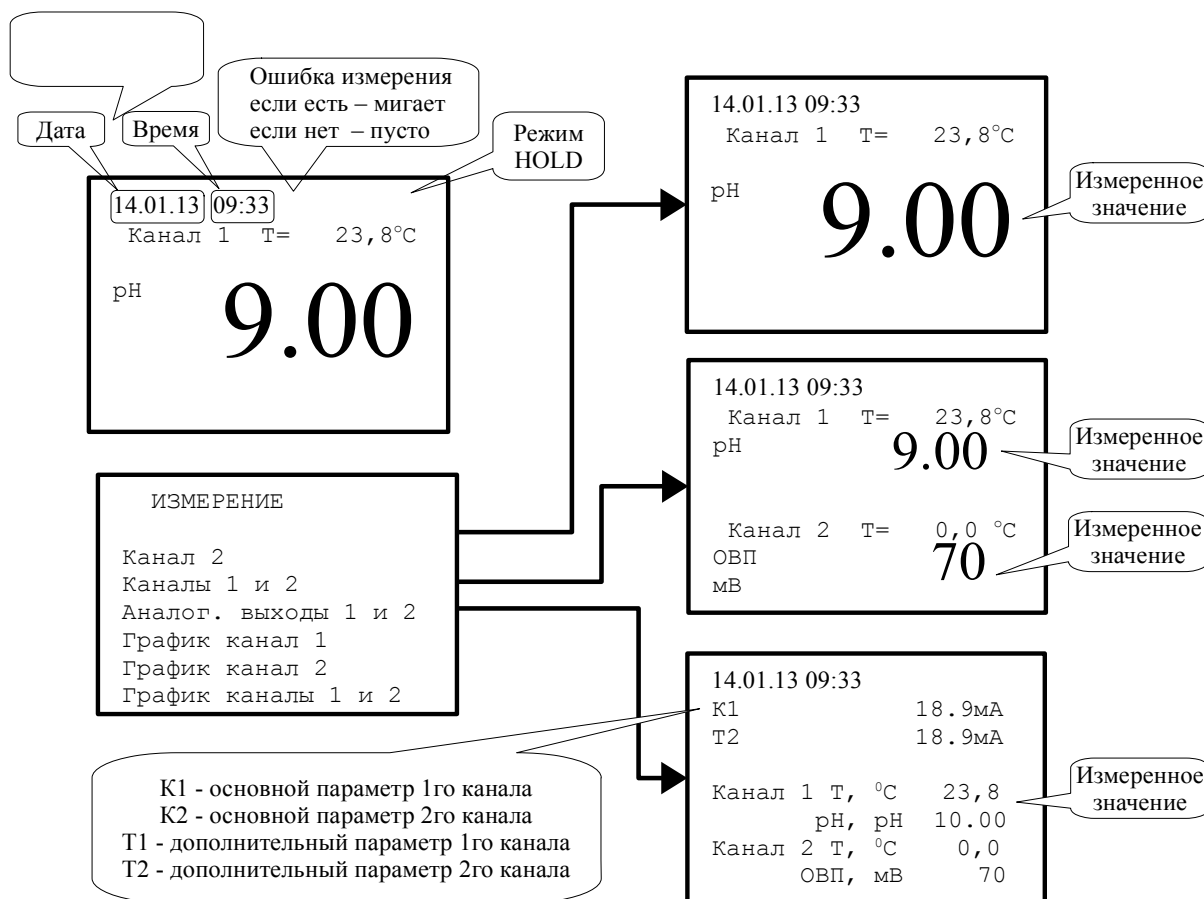 Дата
Время
Ошибка измерения
если есть – мигает
если нет – пусто
Режим
HOLD
14.01.13 09:33
Канал 1 T= 23,8°C
pH
9.00
14.01.13 09:33
Канал 1 T= 23,8°C
pH
9.00
Измеренное
значение
ИЗМЕРЕНИЕ
Канал 2
Каналы 1 и 2
Аналог. выходы 1 и 2
График канал 1
График канал 2
График каналы 1 и 2
14.01.13 09:33
Канал 1 T= 23,8°C
pH
9.00
Измеренное
значение
Канал 2 T= 0,0 °C
ОВП
70
мВ
Измеренное
значение
К1 - основной параметр 1го канала
К2 - основной параметр 2го канала
Т1 - дополнительный параметр 1го канала
Т2 - дополнительный параметр 2го канала
14.01.13 09:33
К1 18.9мА
Т2 18.9мА
Канал 1 T, ⁰C 23,8
pH, pH 10.00
Канал 2 T, ⁰C 0,0
ОВП, мВ 70
Измеренное
значение